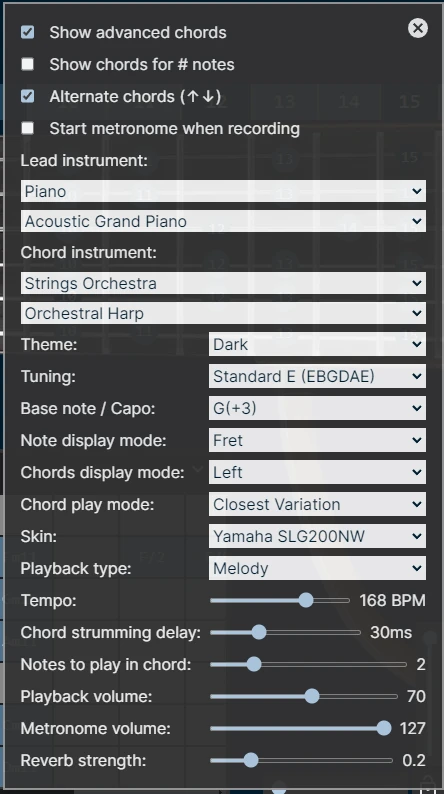 Show advanced chords
Show chords for # notes
Alternate chords (↑↓)
Start metronome when recording
Lead instrument:
Piano
Acoustic Grand Piano
Chord instrument:
Strings Orchestra
Orchestral Harp
Theme: Dark
Tuning: Standard E (EBGDAE)
Base note / Capo: G(+3)
Note display mode: Fret
Chords display mode: Left
Chord play mode: Closest Variation
Skin: Yamaha SLG200NW
Playback type: Melody
Tempo: 168 BPM
Chord strumming delay: 30ms
Notes to play in chord: 2
Playback volume: 70
Metronome volume: 127
Reverb strength: 0.2